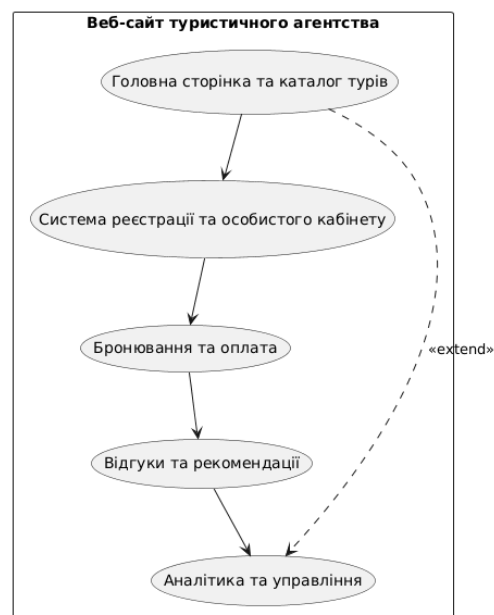 Веб-сайт туристичного агентства
Головна сторінка та каталог турів
Система реєстрації та особистого кабінету
Бронювання та оплата
«extend»
Відгуки та рекомендації
Аналітика та управління